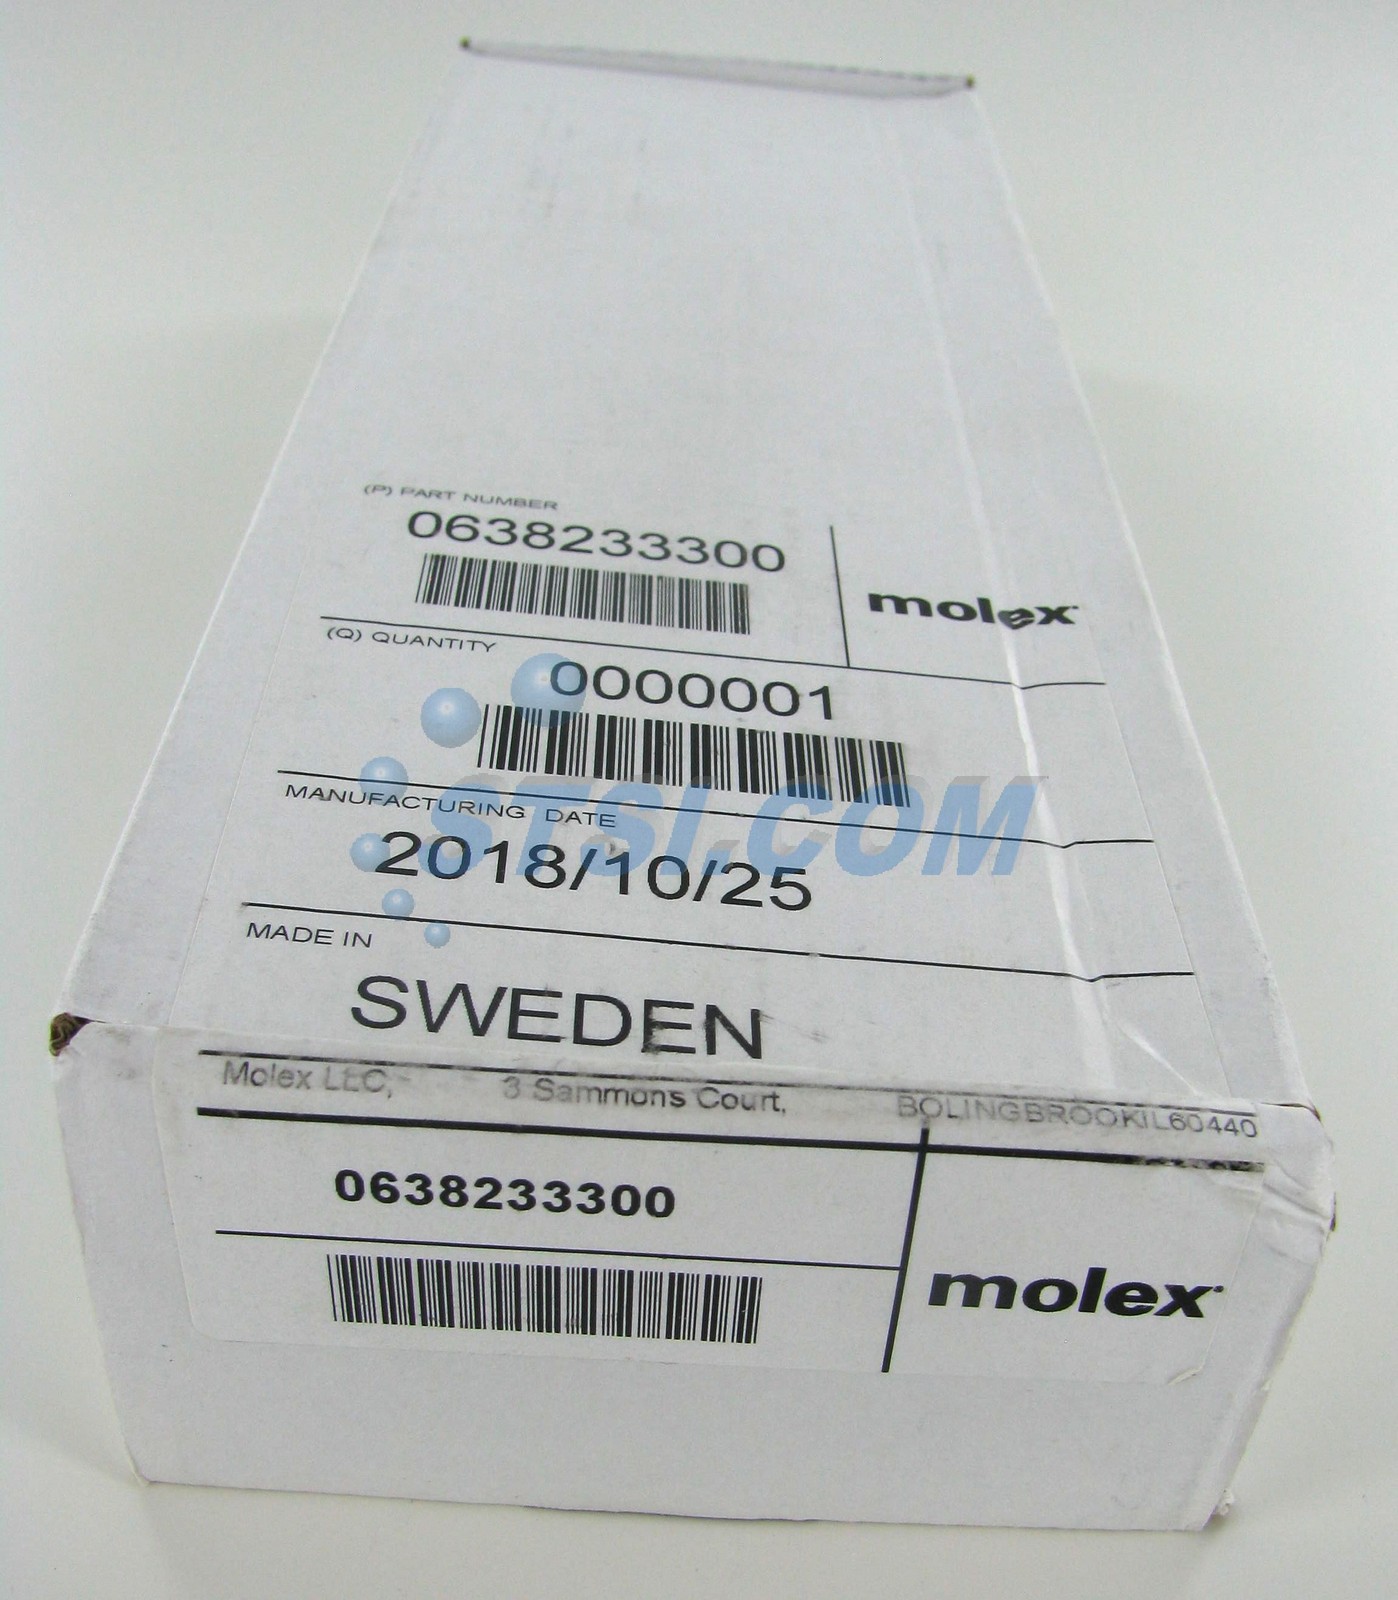 (P) PART NUMBER
0638233300
molex
(Q) QUANTITY
0000001
STSI.COM
MANUFACTURING DATE
2018/10/25
MADE IN
SWEDEN
Molex LLC, 3 Sammons Court, BOLINGBROOKIL60440
0638233300
molex